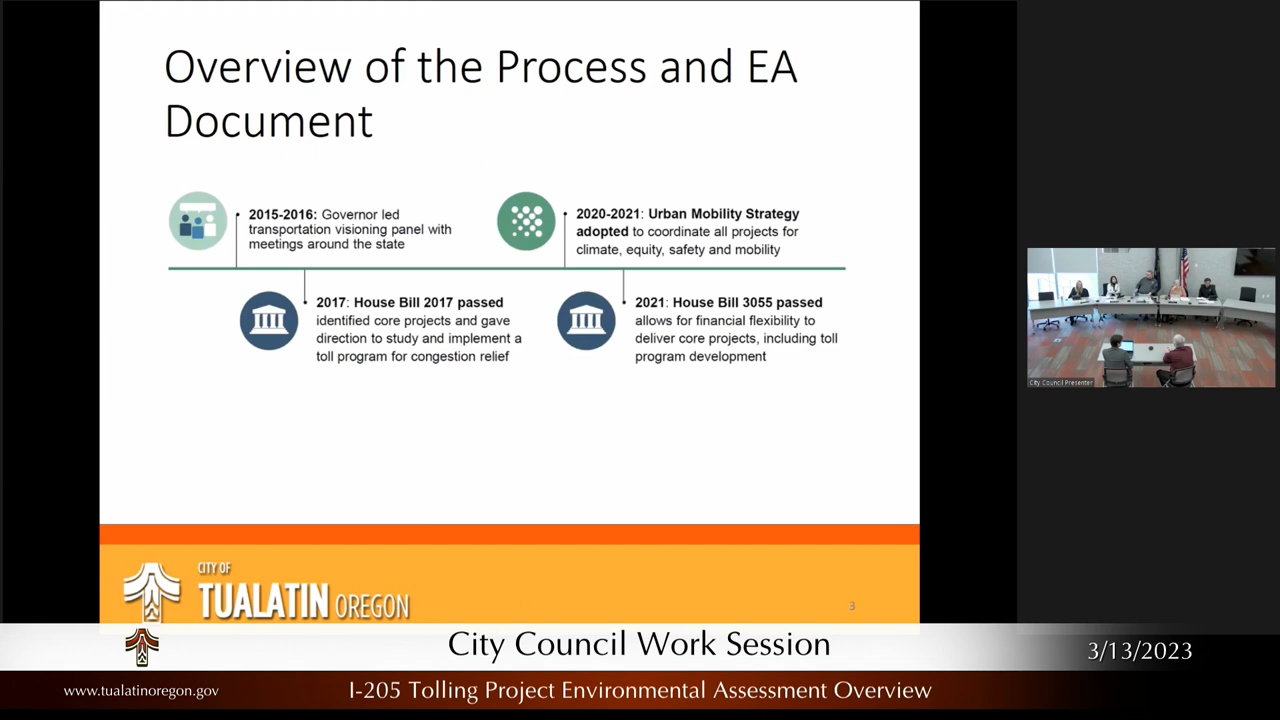 Overview of the Process and EA
Document
2015-2016: Governor led
transportation visioning panel with
meetings around the state
2020-2021: Urban Mobility Strategy
adopted to coordinate all projects for
climate, equity, safety and mobility
2017: House Bill 2017 passed
identified core projects and gave
direction to study and implement a
toll program for congestion relief
2021: House Bill 3055 passed
allows for financial flexibility to
deliver core projects, including toll
program development
City Council Presenter
CITY OF
TUALATIN OREGON
3
City Council Work Session
3/13/2023
www.tualatinoregon.gov
I-205 Tolling Project Environmental Assessment Overview